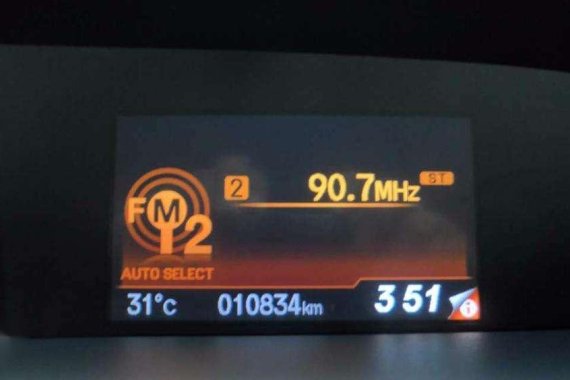 2 90.7MHz ST
FM 2
AUTO SELECT
31°C 010834km 3 51 i